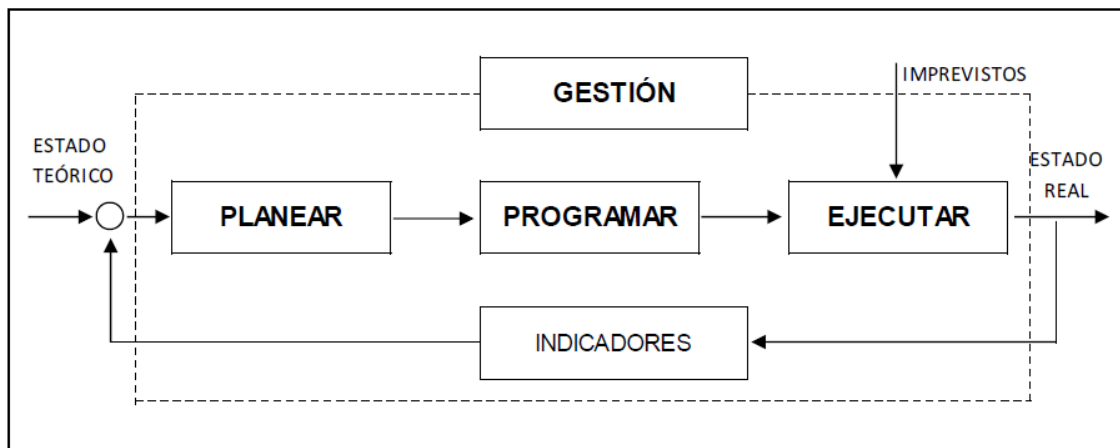 GESTIÓN
IMPREVISTOS
ESTADO
TEÓRICO
PLANEAR
PROGRAMAR
EJECUTAR
ESTADO
REAL
INDICADORES